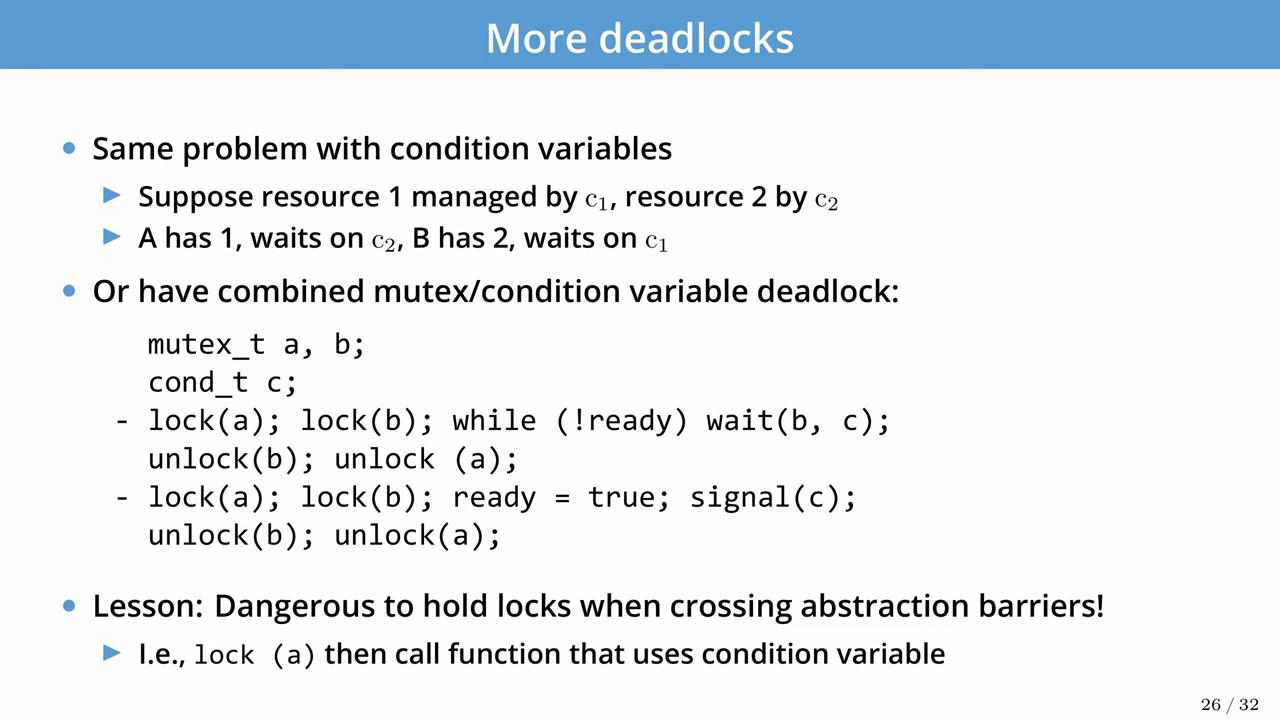 More deadlocks
• Same problem with condition variables
▶ Suppose resource 1 managed by c₁, resource 2 by c₂
▶ A has 1, waits on c₂, B has 2, waits on c₁
• Or have combined mutex/condition variable deadlock:
mutex_t a, b;
cond_t c;
- lock(a); lock(b); while (!ready) wait(b, c);
unlock(b); unlock (a);
- lock(a); lock(b); ready = true; signal(c);
unlock(b); unlock(a);
• Lesson: Dangerous to hold locks when crossing abstraction barriers!
▶ I.e., lock (a) then call function that uses condition variable
26 / 32